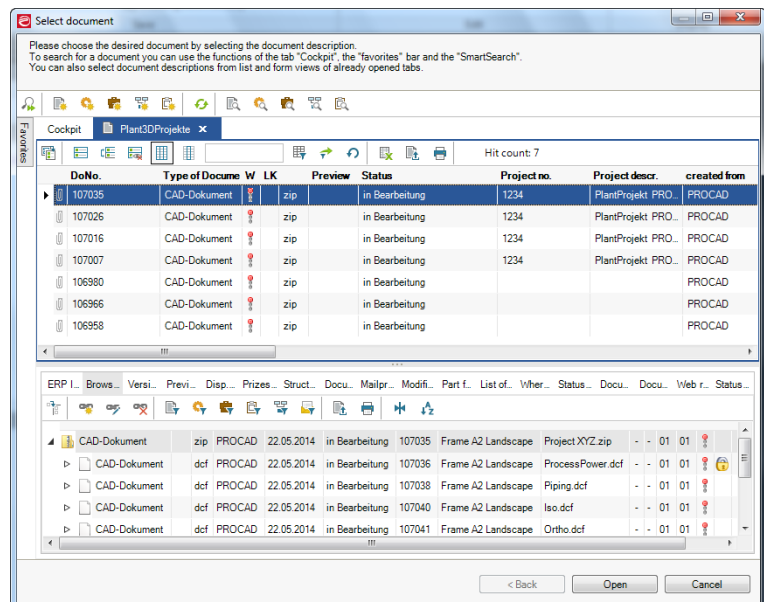 Select document
Please choose the desired document by selecting the document description.
To search for a document you can use the functions of the tab "Cockpit", the "favorites" bar and the "SmartSearch".
You can also select document descriptions from list and form views of already opened tabs.
Favorites
Cockpit Plant3DProjekte
Hit count: 7
DoNo. Type of Docume W LK Preview Status Project no. Project descr. created from
107035 CAD-Dokument zip in Bearbeitung 1234 PlantProjekt PRO... PROCAD
107026 CAD-Dokument zip in Bearbeitung 1234 PlantProjekt PRO... PROCAD
107016 CAD-Dokument zip in Bearbeitung 1234 PlantProjekt PRO... PROCAD
107007 CAD-Dokument zip in Bearbeitung 1234 PlantProjekt PRO... PROCAD
106980 CAD-Dokument zip in Bearbeitung PROCAD
106966 CAD-Dokument zip in Bearbeitung PROCAD
106958 CAD-Dokument zip in Bearbeitung PROCAD
ERP I... Brows... Versi... Previ... Disp.... Prizes... Struct... Docu... Mailpr... Modifi... Part f... List of... Wher... Status... Docu... Docu... Web r... Status...
CAD-Dokument zip PROCAD 22.05.2014 in Bearbeitung 107035 Frame A2 Landscape Project XYZ.zip - - 01 01
CAD-Dokument dcf PROCAD 22.05.2014 in Bearbeitung 107036 Frame A2 Landscape ProcessPower.dcf - - 01 01
CAD-Dokument dcf PROCAD 22.05.2014 in Bearbeitung 107038 Frame A2 Landscape Piping.dcf - - 01 01
CAD-Dokument dcf PROCAD 22.05.2014 in Bearbeitung 107040 Frame A2 Landscape Iso.dcf - - 01 01
CAD-Dokument dcf PROCAD 22.05.2014 in Bearbeitung 107041 Frame A2 Landscape Ortho.dcf - - 01 01
< Back Open Cancel